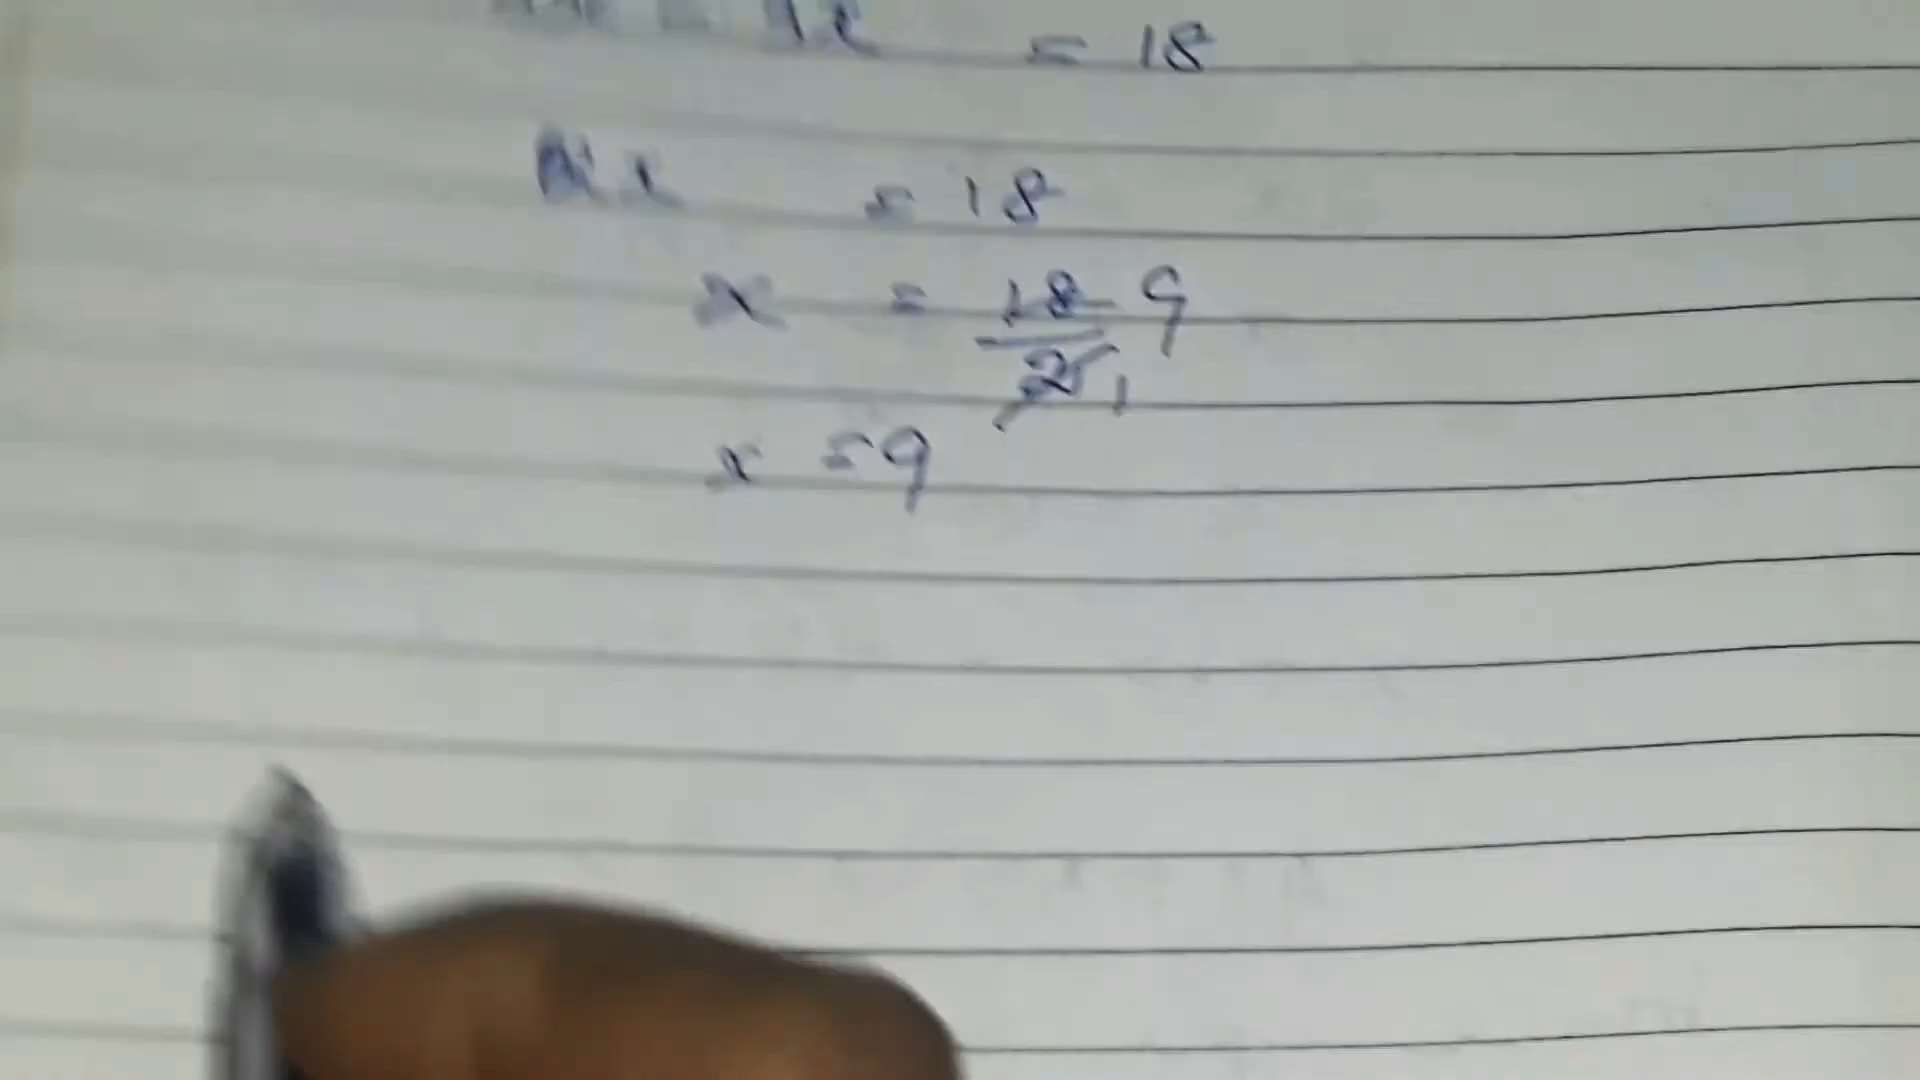 = 18
x = 18
x = 18/2 9 1
x = 9